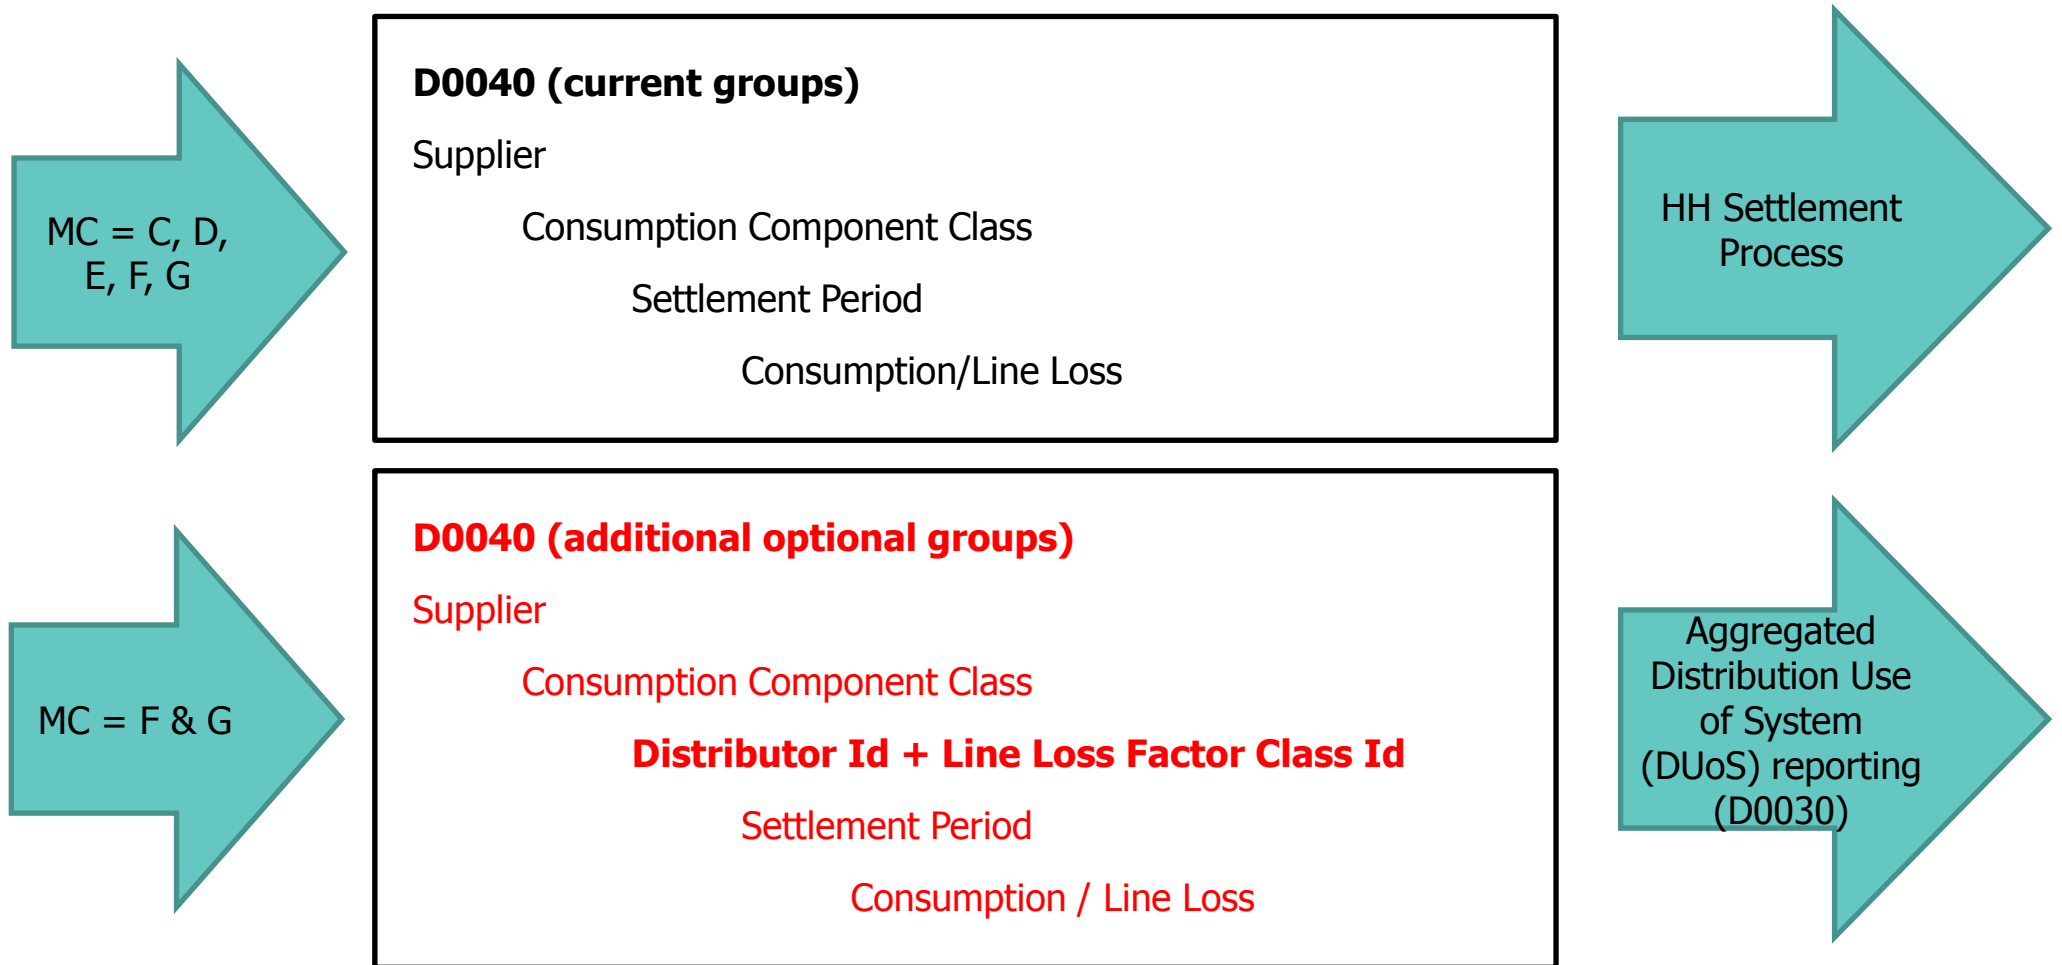 MC = C, D,
E, F, G
D0040 (current groups)
Supplier
Consumption Component Class
Settlement Period
Consumption/Line Loss
HH Settlement
Process
MC = F & G
D0040 (additional optional groups)
Supplier
Consumption Component Class
Distributor Id + Line Loss Factor Class Id
Settlement Period
Consumption / Line Loss
Aggregated
Distribution Use
of System
(DUoS) reporting
(D0030)